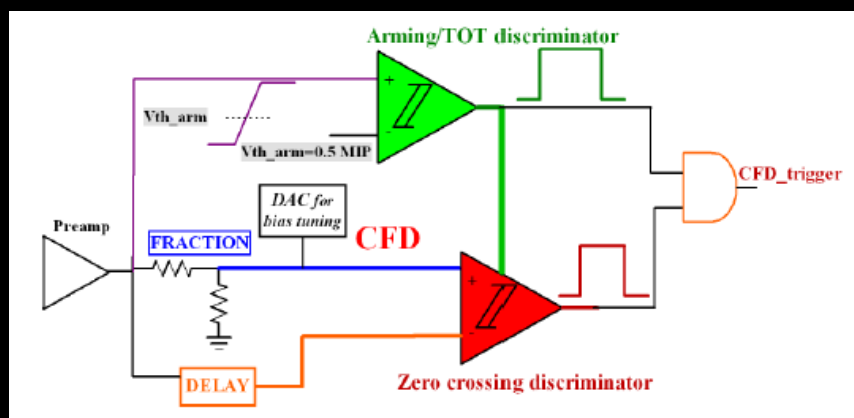 Arming/TOT discriminator
Vth_arm
+
-
Vth_arm=0.5 MIP
CFD_trigger
DAC for
bias tuning
Preamp
FRACTION
CFD
+
-
DELAY
Zero crossing discriminator